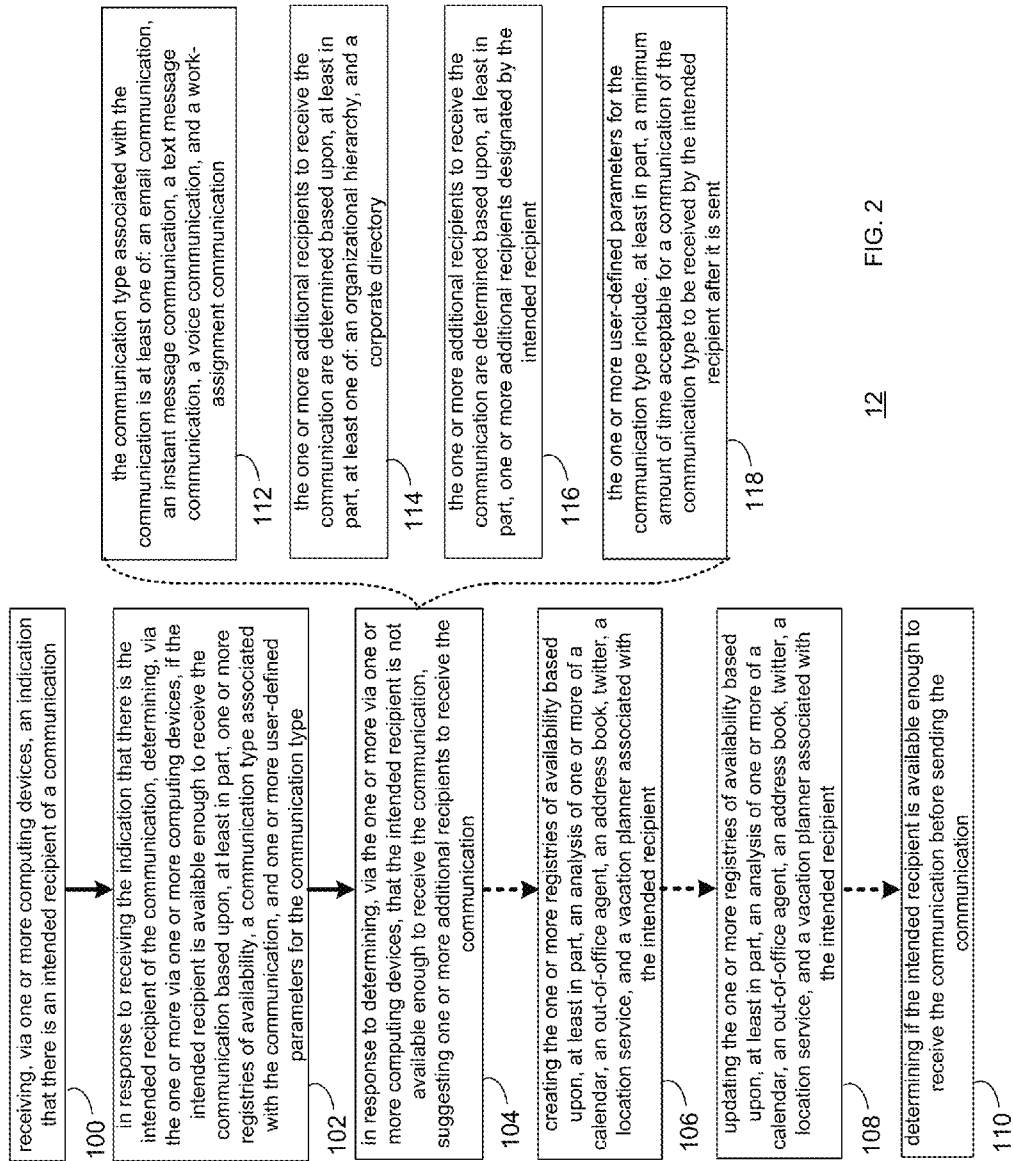 receiving, via one or more computing devices, an indication
that there is an intended recipient of a communication
100
in response to receiving the indication that there is the
intended recipient of the communication, determining, via
the one or more via one or more computing devices, if the
intended recipient is available enough to receive the
communication based upon, at least in part, one or more
registries of availability, a communication type associated
with the communication, and one or more user-defined
parameters for the communication type
102
in response to determining, via the one or more via one or
more computing devices, that the intended recipient is not
available enough to receive the communication,
suggesting one or more additional recipients to receive the
communication
104
creating the one or more registries of availability based
upon, at least in part, an analysis of one or more of a
calendar, an out-of-office agent, an address book, twitter, a
location service, and a vacation planner associated with
the intended recipient
106
updating the one or more registries of availability based
upon, at least in part, an analysis of one or more of a
calendar, an out-of-office agent, an address book, twitter, a
location service, and a vacation planner associated with
the intended recipient
108
determining if the intended recipient is available enough to
receive the communication before sending the
communication
110
the communication type associated with the
communication is at least one of: an email communication,
an instant message communication, a text message
communication, a voice communication, and a work-
assignment communication
112
the one or more additional recipients to receive the
communication are determined based upon, at least in
part, at least one of: an organizational hierarchy, and a
corporate directory
114
the one or more additional recipients to receive the
communication are determined based upon, at least in
part, one or more additional recipients designated by the
intended recipient
116
the one or more user-defined parameters for the
communication type include, at least in part, a minimum
amount of time acceptable for a communication of the
communication type to be received by the intended
recipient after it is sent
118
12
FIG. 2